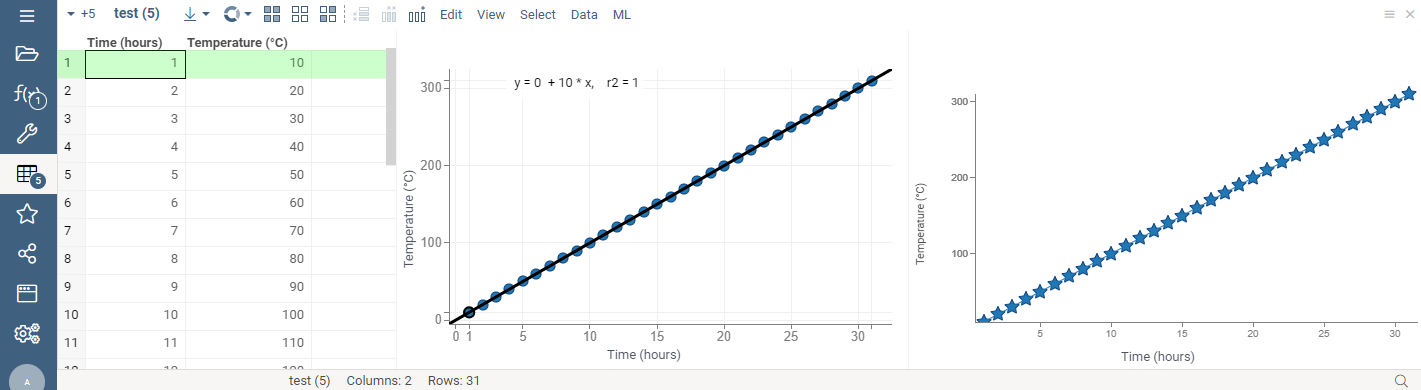 +5 test (5) Edit View Select Data ML
Time (hours) Temperature (°C)
1 1 10
2 2 20
3 3 30
4 4 40
5 5 50
6 6 60
7 7 70
8 8 80
9 9 90
10 10 100
11 11 110
f(x) 1
5
A
y = 0 + 10 * x, r2 = 1
300
200
100
0
Temperature (°C)
0 1 5 10 15 20 25 30
Time (hours)
300
200
100
Temperature (°C)
5 10 15 20 25 30
Time (hours)
test (5) Columns: 2 Rows: 31